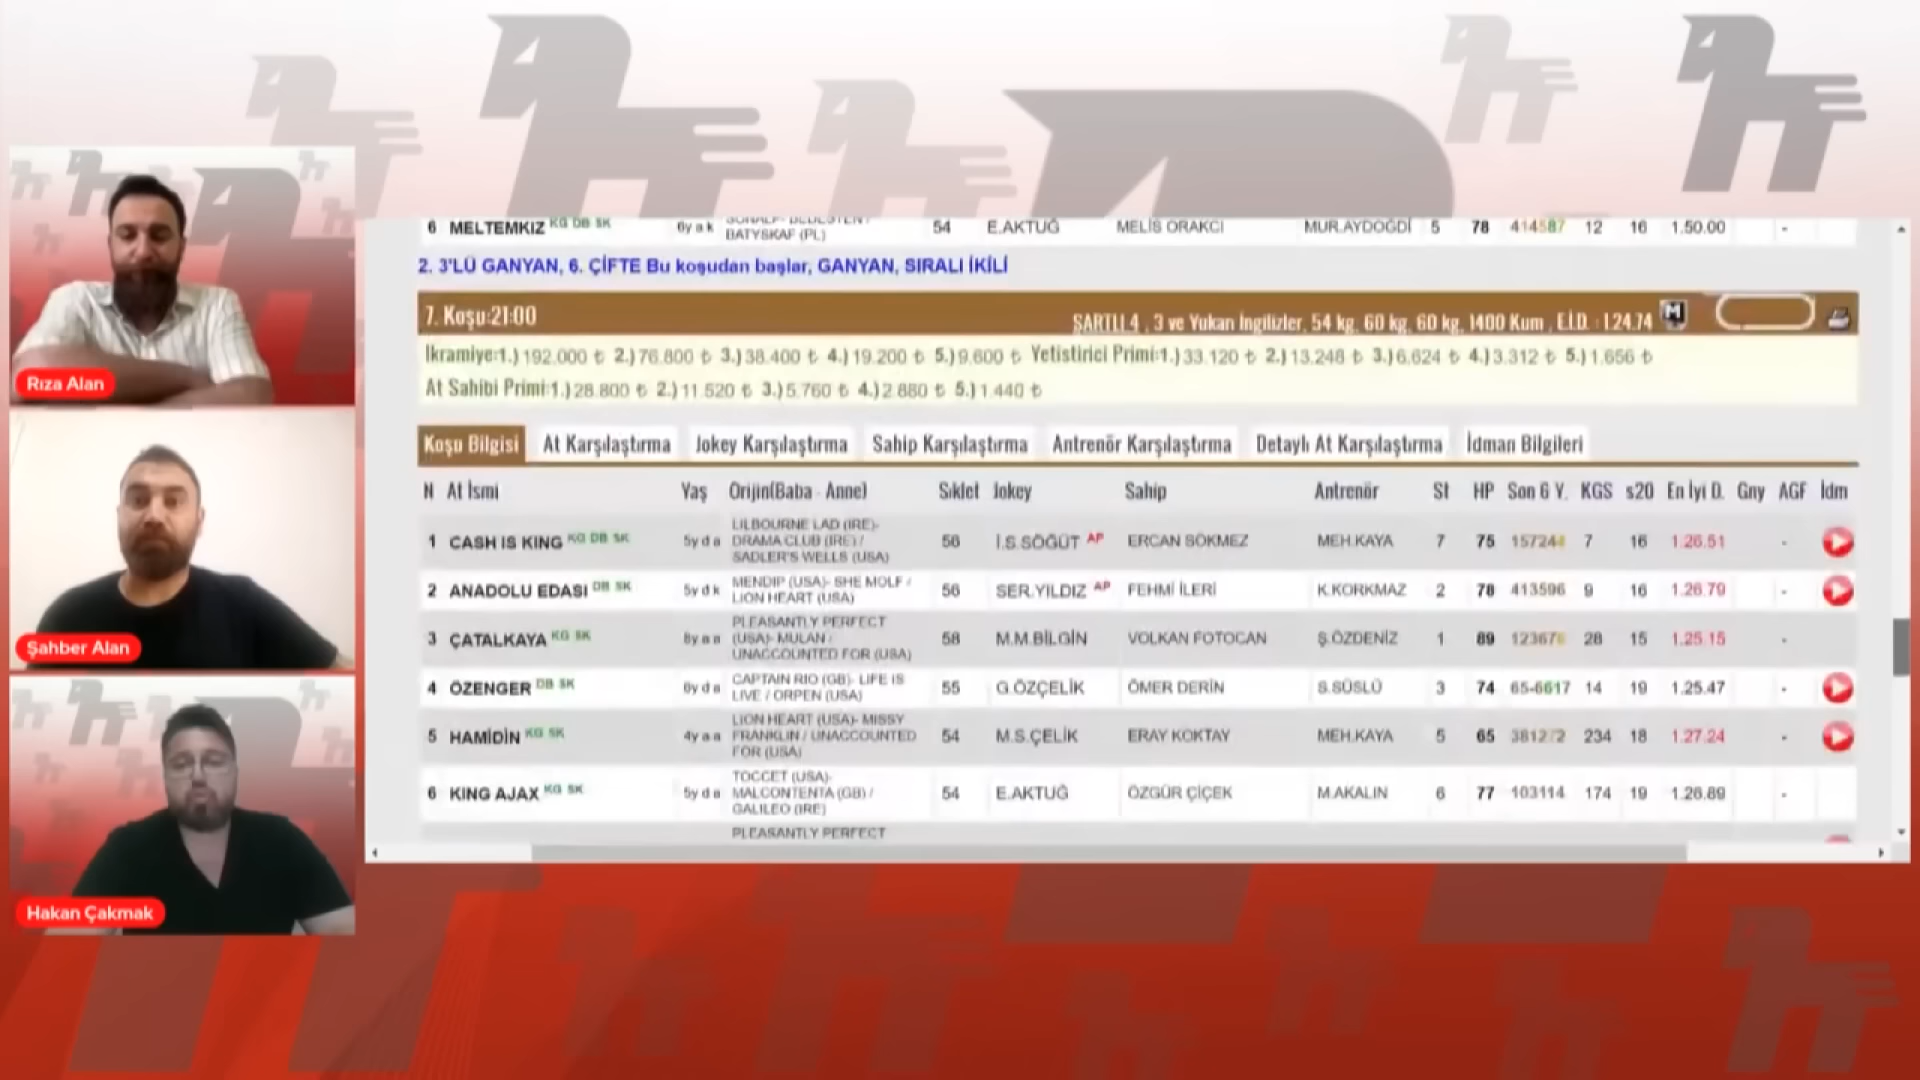 Rıza Alan
Şahber Alan
Hakan Çakmak
6 MELTEMKIZ KG DB SK 6y a k BATYSKAF (PL) 54 E.AKTUĞ MELİS ORAKCI MUR.AYDOĞDİ 5 78 414587 12 16 1.50.00 -
2. 3'LÜ GANYAN, 6. ÇİFTE Bu koşudan başlar, GANYAN, SIRALI İKİLİ
7. Koşu:21:00
ŞARTLI 4 , 3 ve Yukarı İngilizler, 54 kg, 60 kg, 60 kg, 1400 Kum , E.İ.D. : 1.24.74
İkramiye:1.) 192.000 ₺ 2.) 76.800 ₺ 3.) 38.400 ₺ 4.) 19.200 ₺ 5.) 9.600 ₺ Yetiştirici Primi:1.) 33.120 ₺ 2.) 13.248 ₺ 3.) 6.624 ₺ 4.) 3.312 ₺ 5.) 1.656 ₺
At Sahibi Primi:1.) 28.800 ₺ 2.) 11.520 ₺ 3.) 5.760 ₺ 4.) 2.880 ₺ 5.) 1.440 ₺
Koşu Bilgisi At Karşılaştırma Jokey Karşılaştırma Sahip Karşılaştırma Antrenör Karşılaştırma Detaylı At Karşılaştırma İdman Bilgileri
N At İsmi Yaş Orijin(Baba - Anne) Sıklet Jokey Sahip Antrenör St HP Son 6 Y. KGS s20 En İyi D. Gny AGF İdm
LILBOURNE LAD (IRE)-
1 CASH IS KING KG DB SK 5y d a DRAMA CLUB (IRE) / 56 İ.S.SÖĞÜT AP ERCAN SÖKMEZ MEH.KAYA 7 75 157244 7 16 1.26.51 -
SADLER'S WELLS (USA)
MENDIP (USA)- SHE MOLF /
2 ANADOLU EDASI DB SK 5y d k 56 SER.YILDIZ AP FEHMİ İLERİ K.KORKMAZ 2 78 413596 9 16 1.26.79 -
LION HEART (USA)
PLEASANTLY PERFECT
3 ÇATALKAYA KG SK 8y a a (USA)- MULAN / 58 M.M.BİLGİN VOLKAN FOTOCAN Ş.ÖZDENİZ 1 89 123676 28 15 1.25.15 -
UNACCOUNTED FOR (USA)
CAPTAIN RIO (GB)- LIFE IS
4 ÖZENGER DB SK 6y d a 55 G.ÖZÇELİK ÖMER DERİN S.SÜSLÜ 3 74 65-6617 14 19 1.25.47 -
LIVE / ORPEN (USA)
LION HEART (USA)- MISSY
5 HAMİDİN KG SK 4y a a FRANKLIN / UNACCOUNTED 54 M.S.ÇELİK ERAY KOKTAY MEH.KAYA 5 65 381272 234 18 1.27.24 -
FOR (USA)
TOCCET (USA)-
6 KING AJAX KG SK 5y d a MALCONTENTA (GB) / 54 E.AKTUĞ ÖZGÜR ÇİÇEK M.AKALIN 6 77 103114 174 19 1.26.89 -
GALILEO (IRE)
PLEASANTLY PERFECT